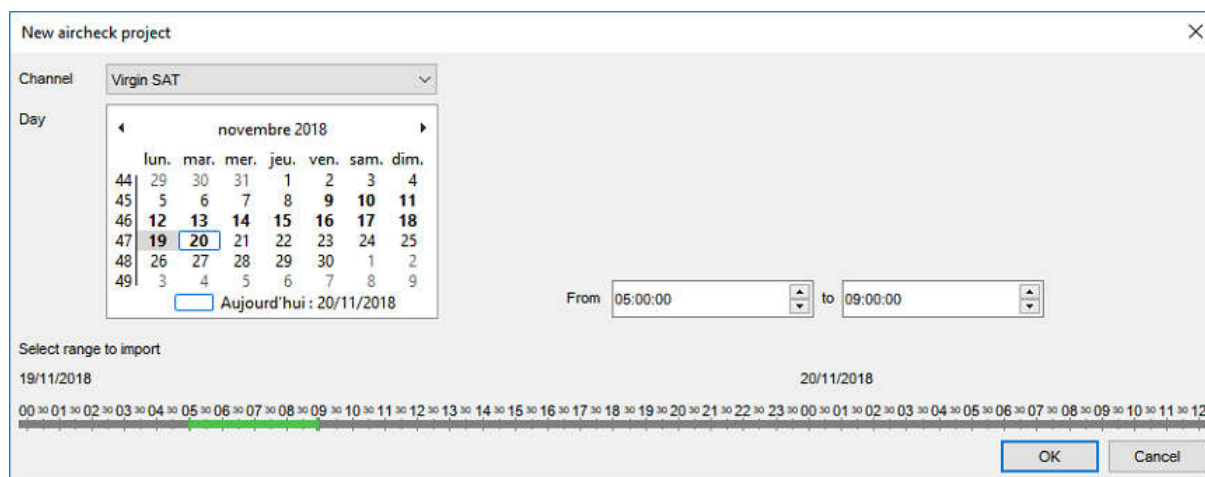 New aircheck project
Channel Virgin SAT
Day
novembre 2018
lun. mar. mer. jeu. ven. sam. dim.
44 29 30 31 1 2 3 4
45 5 6 7 8 9 10 11
46 12 13 14 15 16 17 18
47 19 20 21 22 23 24 25
48 26 27 28 29 30 1 2
49 3 4 5 6 7 8 9
Aujourd'hui : 20/11/2018
From 05:00:00 to 09:00:00
Select range to import
19/11/2018 20/11/2018
00 30 01 30 02 30 03 30 04 30 05 30 06 30 07 30 08 30 09 30 10 30 11 30 12 30 13 30 14 30 15 30 16 30 17 30 18 30 19 30 20 30 21 30 22 30 23 30 00 30 01 30 02 30 03 30 04 30 05 30 06 30 07 30 08 30 09 30 10 30 11 30 12
OK Cancel